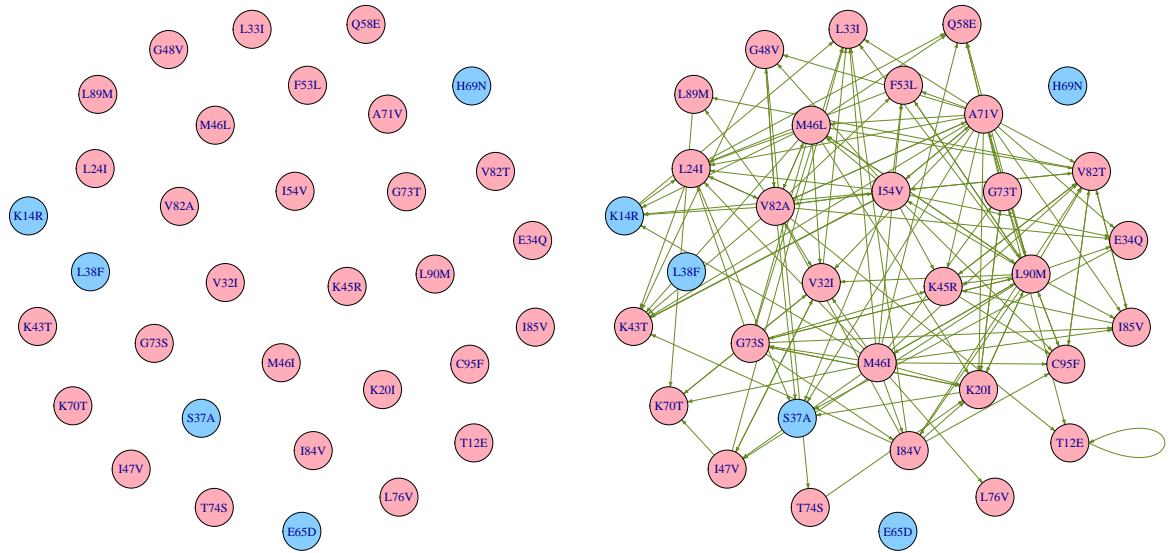 L33I
Q58E
G48V
F53L
H69N
L89M
A71V
M46L
L24I
V82T
I54V
G73T
V82A
K14R
E34Q
L38F
L90M
V32I
K45R
K43T
I85V
G73S
M46I
C95F
K20I
K70T
S37A
T12E
I84V
I47V
L76V
T74S
E65D
L33I
Q58E
G48V
F53L
H69N
L89M
A71V
M46L
L24I
V82T
I54V
G73T
V82A
K14R
E34Q
L38F
L90M
V32I
K45R
K43T
I85V
G73S
M46I
C95F
K20I
K70T
S37A
T12E
I84V
I47V
L76V
T74S
E65D